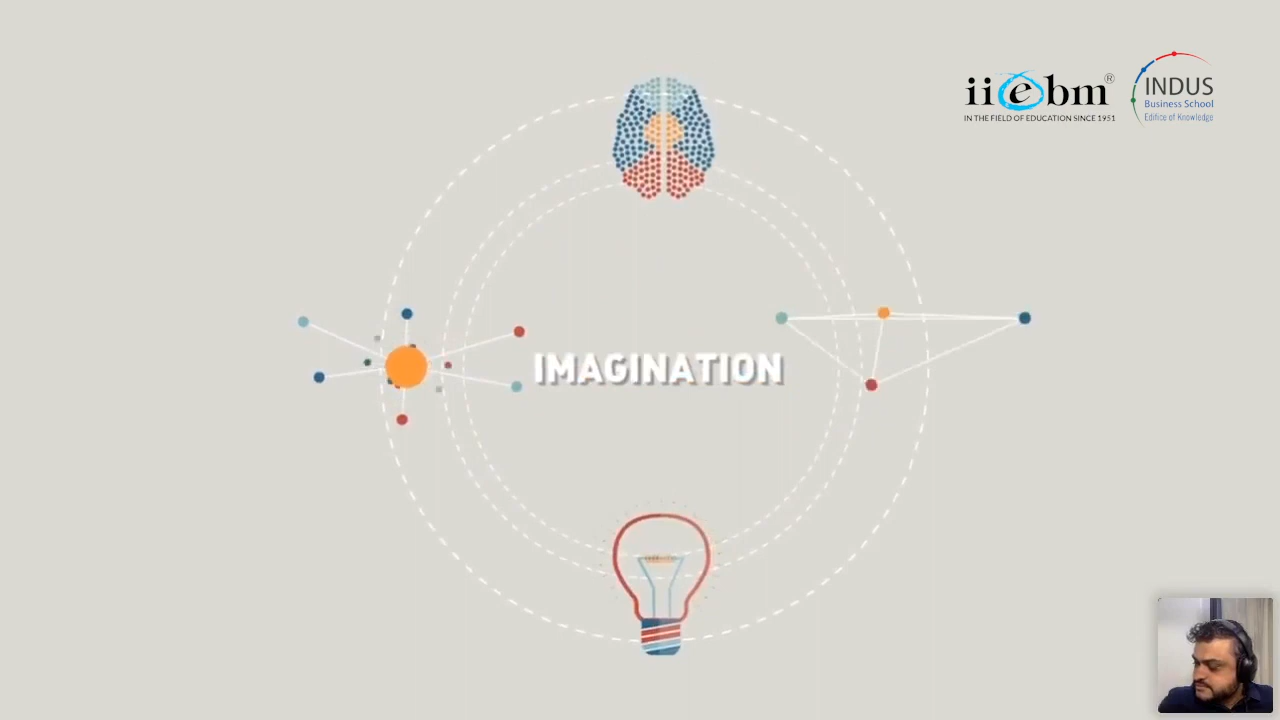 iiebm®
IN THE FIELD OF EDUCATION SINCE 1951
INDUS
Business School
Edifice of Knowledge
IMAGINATION